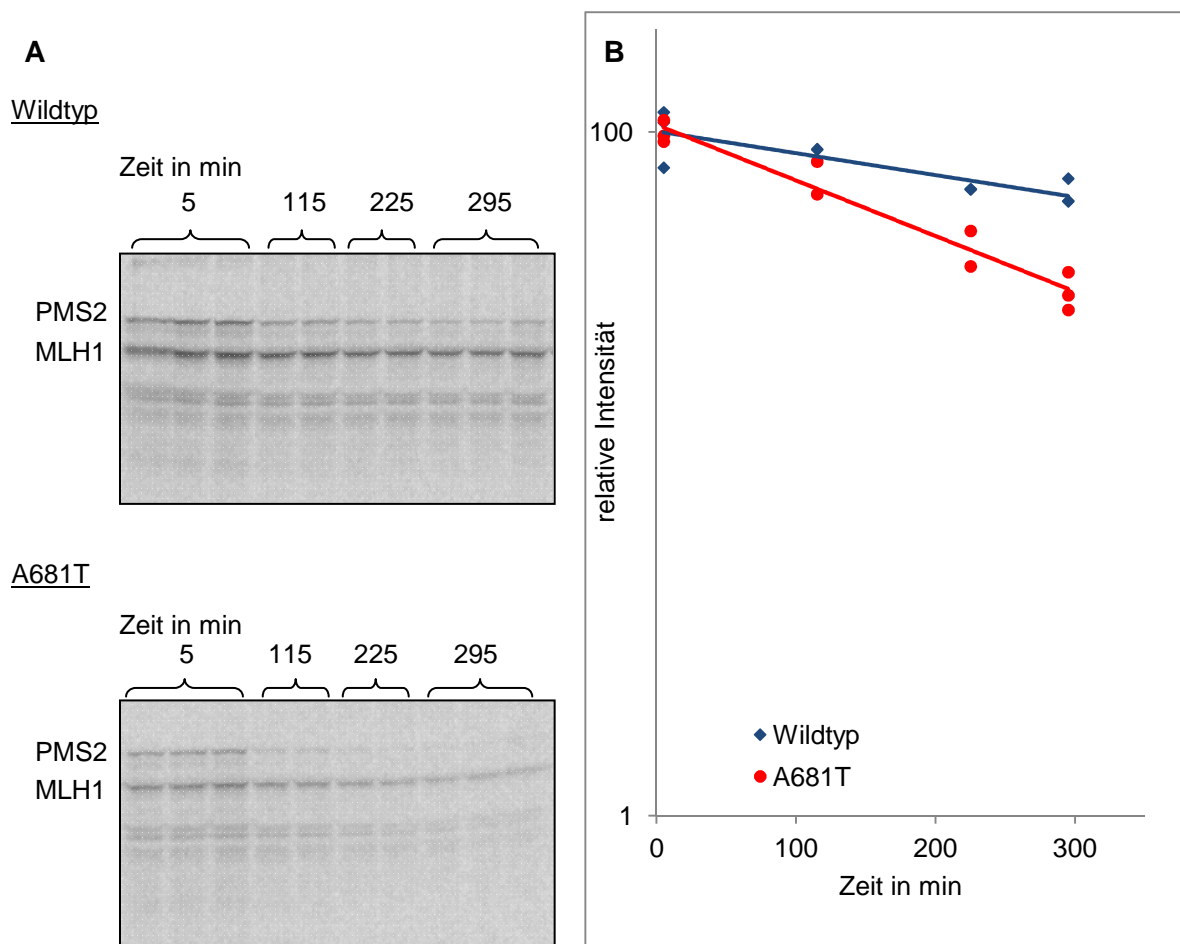 A
Wildtyp
Zeit in min
5 115 225 295
PMS2
MLH1
A681T
Zeit in min
5 115 225 295
PMS2
MLH1
B
100
1
relative Intensität
Wildtyp
A681T
0 100 200 300
Zeit in min